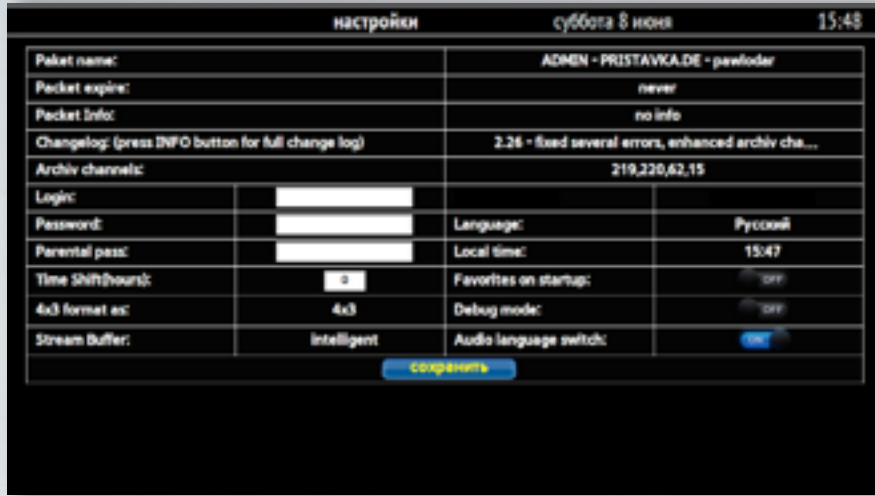 настройки суббота 8 июня 15:48
Paket name: ADMIN - PRISTAVKA.DE - pawlodar
Packet expire: never
Packet Info: no info
Changelog: (press INFO button for full change log) 2.26 - fixed several errors, enhanced archiv cha...
Archiv channels: 219,220,62,15
Login:
Password: Language: Русский
Parental pass: Local time: 15:47
Time Shift(hours): 0 Favorites on startup: OFF
4x3 format as: 4x3 Debug mode: OFF
Stream Buffer: intelligent Audio language switch: ON
сохранить